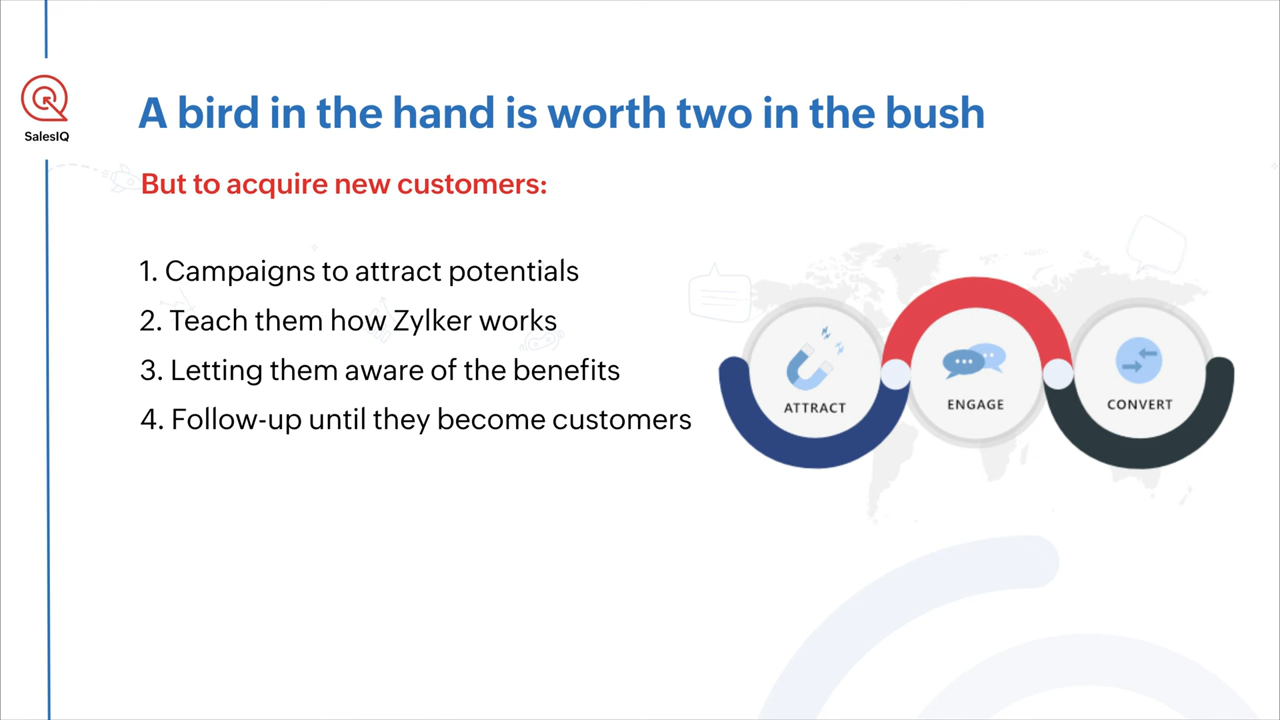 SalesIQ
A bird in the hand is worth two in the bush
But to acquire new customers:
1. Campaigns to attract potentials
2. Teach them how Zylker works
3. Letting them aware of the benefits
4. Follow-up until they become customers
ATTRACT
ENGAGE
CONVERT